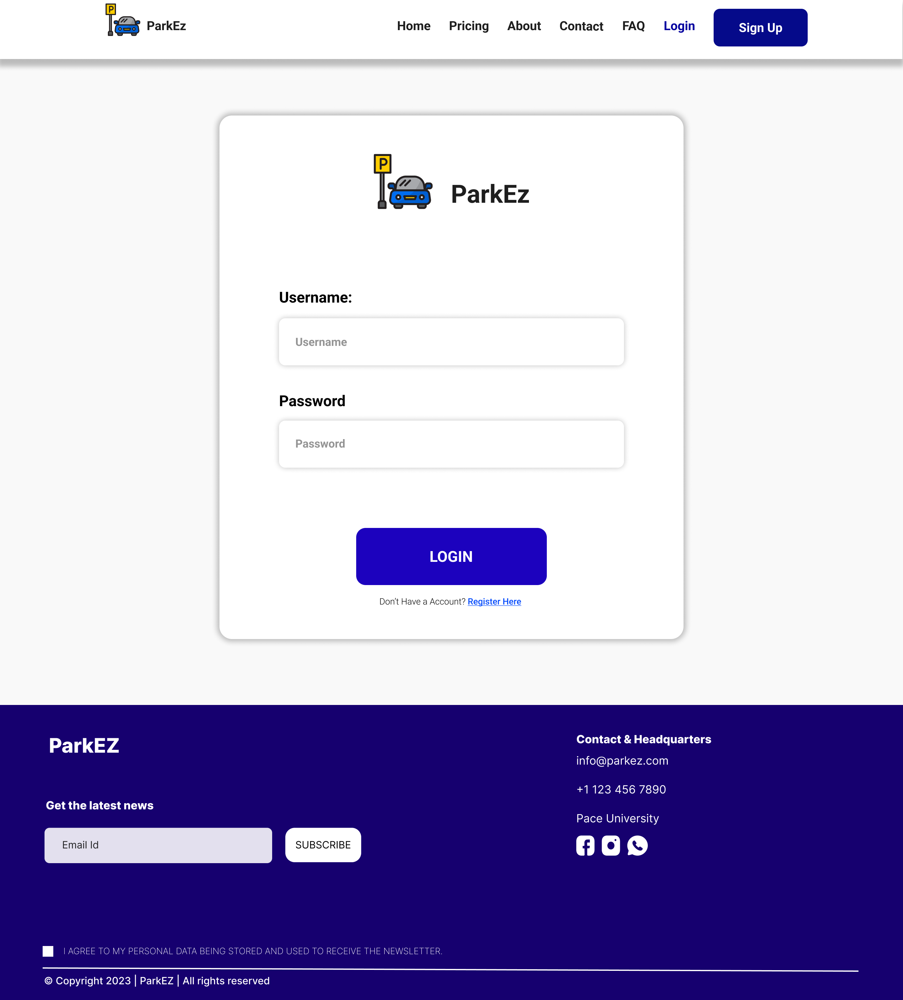 P
ParkEz
Home Pricing About Contact FAQ Login Sign Up
P
ParkEz
Username:
Username
Password
Password
LOGIN
Don't Have a Account? Register Here
ParkEZ
Get the latest news
Email Id
SUBSCRIBE
Contact & Headquarters
info@parkez.com
+1 123 456 7890
Pace University
I AGREE TO MY PERSONAL DATA BEING STORED AND USED TO RECEIVE THE NEWSLETTER.
© Copyright 2023 | ParkEZ | All rights reserved